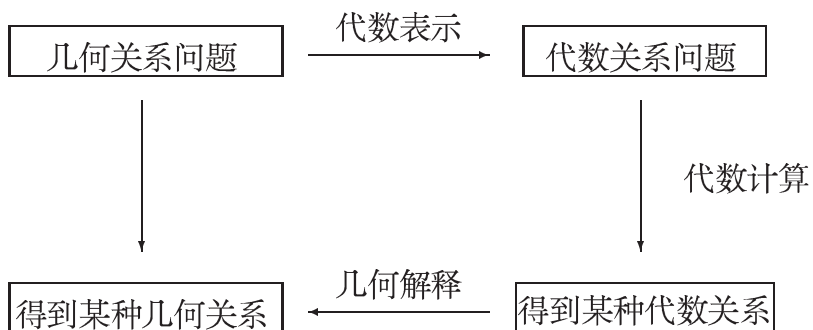 代数表示
几何关系问题
代数关系问题
代数计算
几何解释
得到某种几何关系
得到某种代数关系